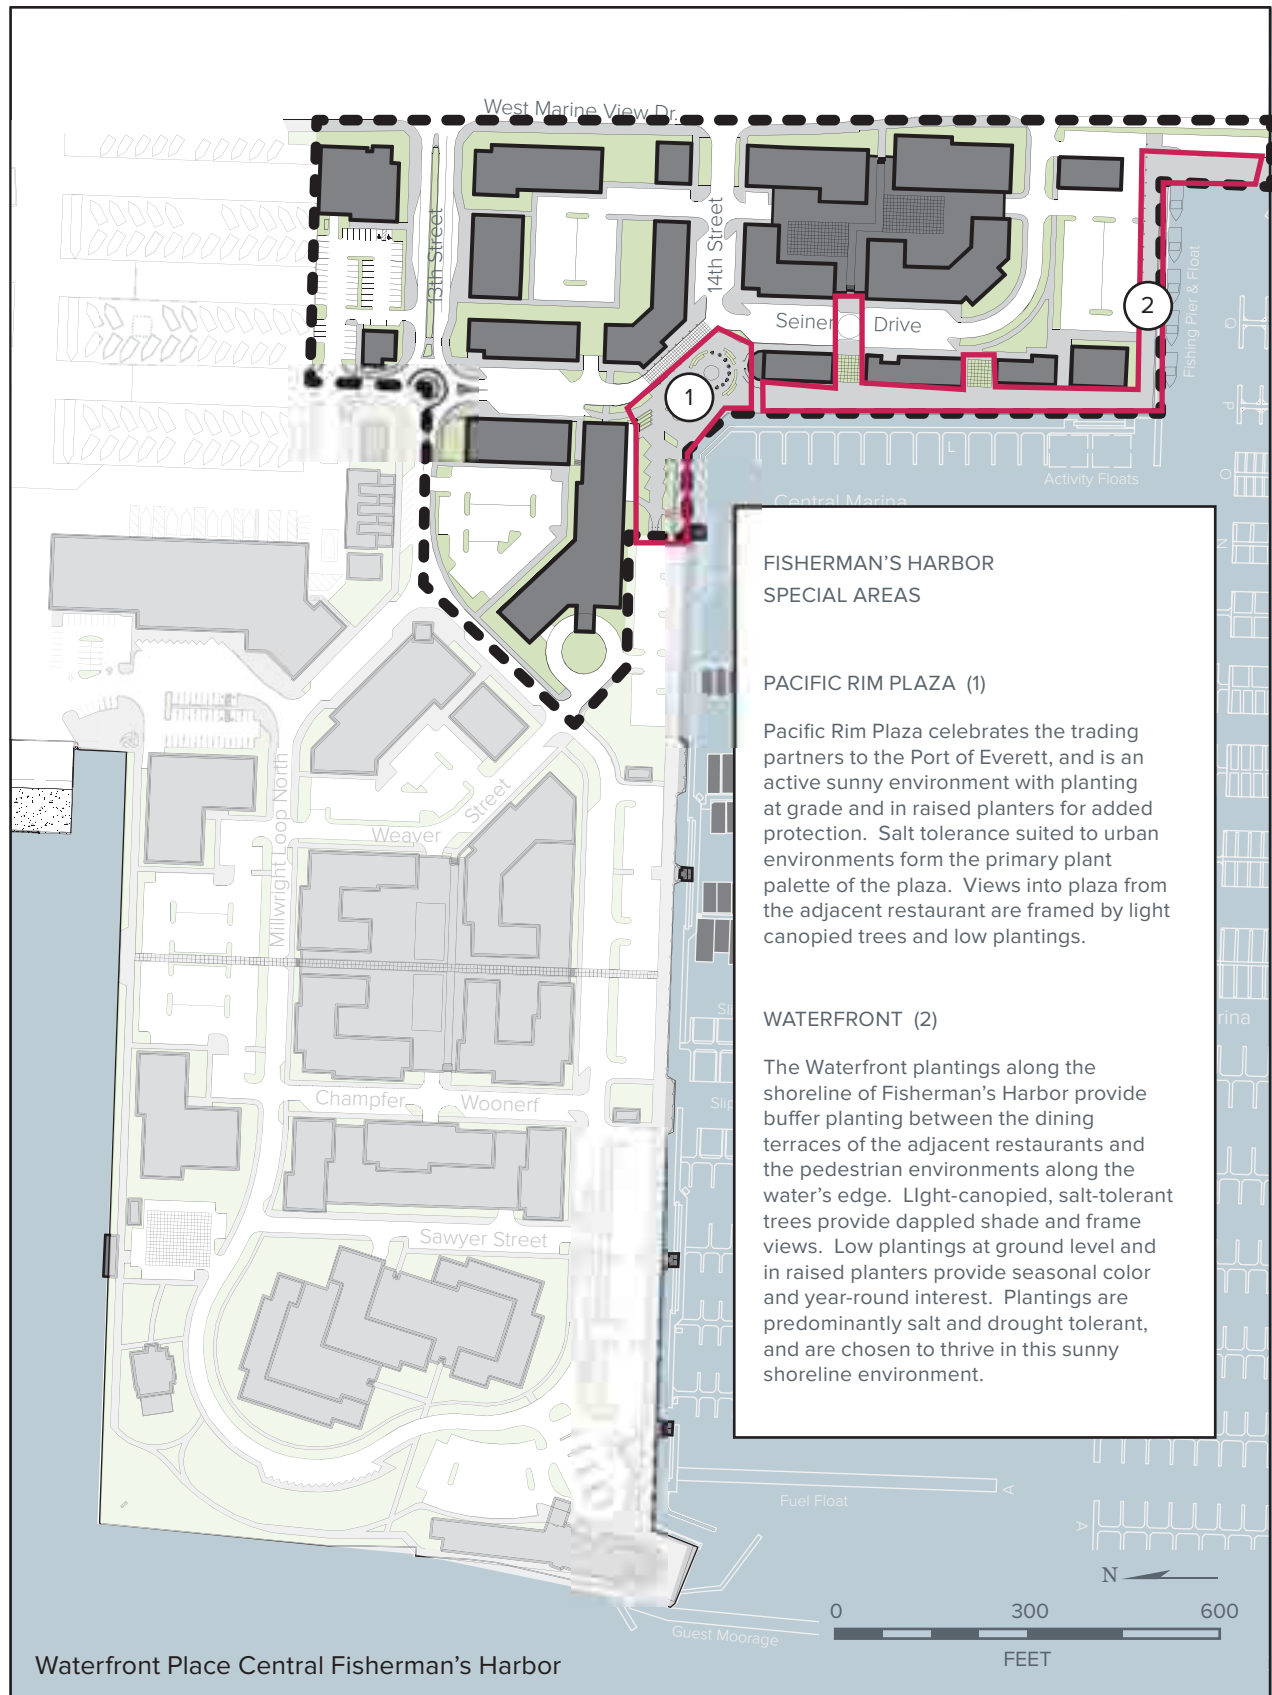 West Marine View Dr.
13th Street
14th Street
Seiner Drive
1
2
Fishing Pier & Float
Q
P
O
N
L
Activity Floats
Central Marina
FISHERMAN'S HARBOR
SPECIAL AREAS
PACIFIC RIM PLAZA (1)
Pacific Rim Plaza celebrates the trading
partners to the Port of Everett, and is an
active sunny environment with planting
at grade and in raised planters for added
protection. Salt tolerance suited to urban
environments form the primary plant
palette of the plaza. Views into plaza from
the adjacent restaurant are framed by light
canopied trees and low plantings.
WATERFRONT (2)
The Waterfront plantings along the
shoreline of Fisherman's Harbor provide
buffer planting between the dining
terraces of the adjacent restaurants and
the pedestrian environments along the
water's edge. LIght-canopied, salt-tolerant
trees provide dappled shade and frame
views. Low plantings at ground level and
in raised planters provide seasonal color
and year-round interest. Plantings are
predominantly salt and drought tolerant,
and are chosen to thrive in this sunny
shoreline environment.
Millwright Loop North
Weaver Street
Champfer Woonerf
Sawyer Street
Fuel Float
A
A
Guest Moorage
N
0 300 600
FEET
Waterfront Place Central Fisherman's Harbor